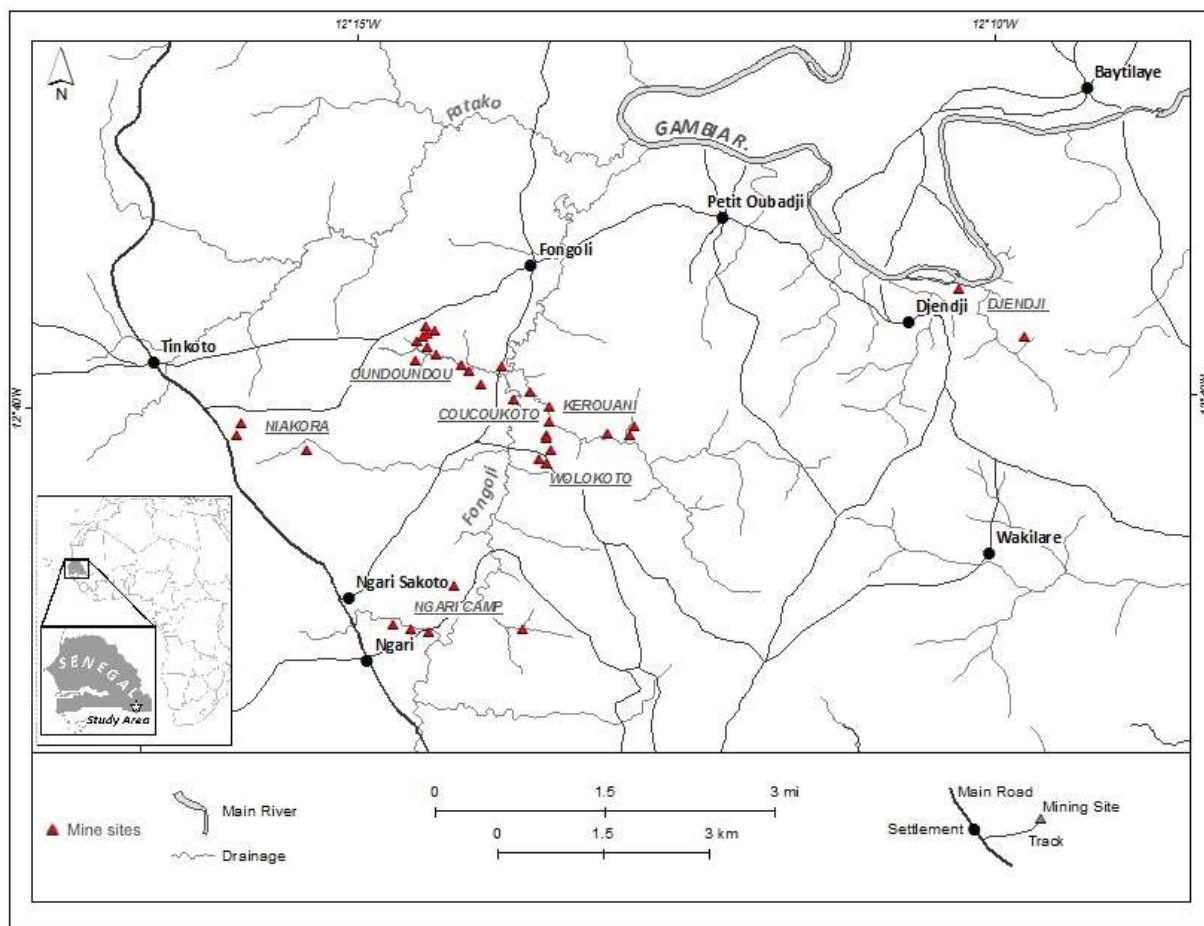 12°15'W
12°10'W
N
Baytilaye
Fatako
GAMBIA R.
Petit Oubadji
Fongoli
DJENDJI
Djendji
Tinkoto
OUNDOUNDOU
12°40'W
KEROUANI
COUCOUKOTO
NIAKORA
WOLOKOTO
Fongoji
Wakilare
Ngari Sakoto
NGARI CAMP
Ngari
SENEGAL
Study Area
Mine sites
Main River
Drainage
0 1.5 3 mi
0 1.5 3 km
Main Road
Mining Site
Settlement
Track